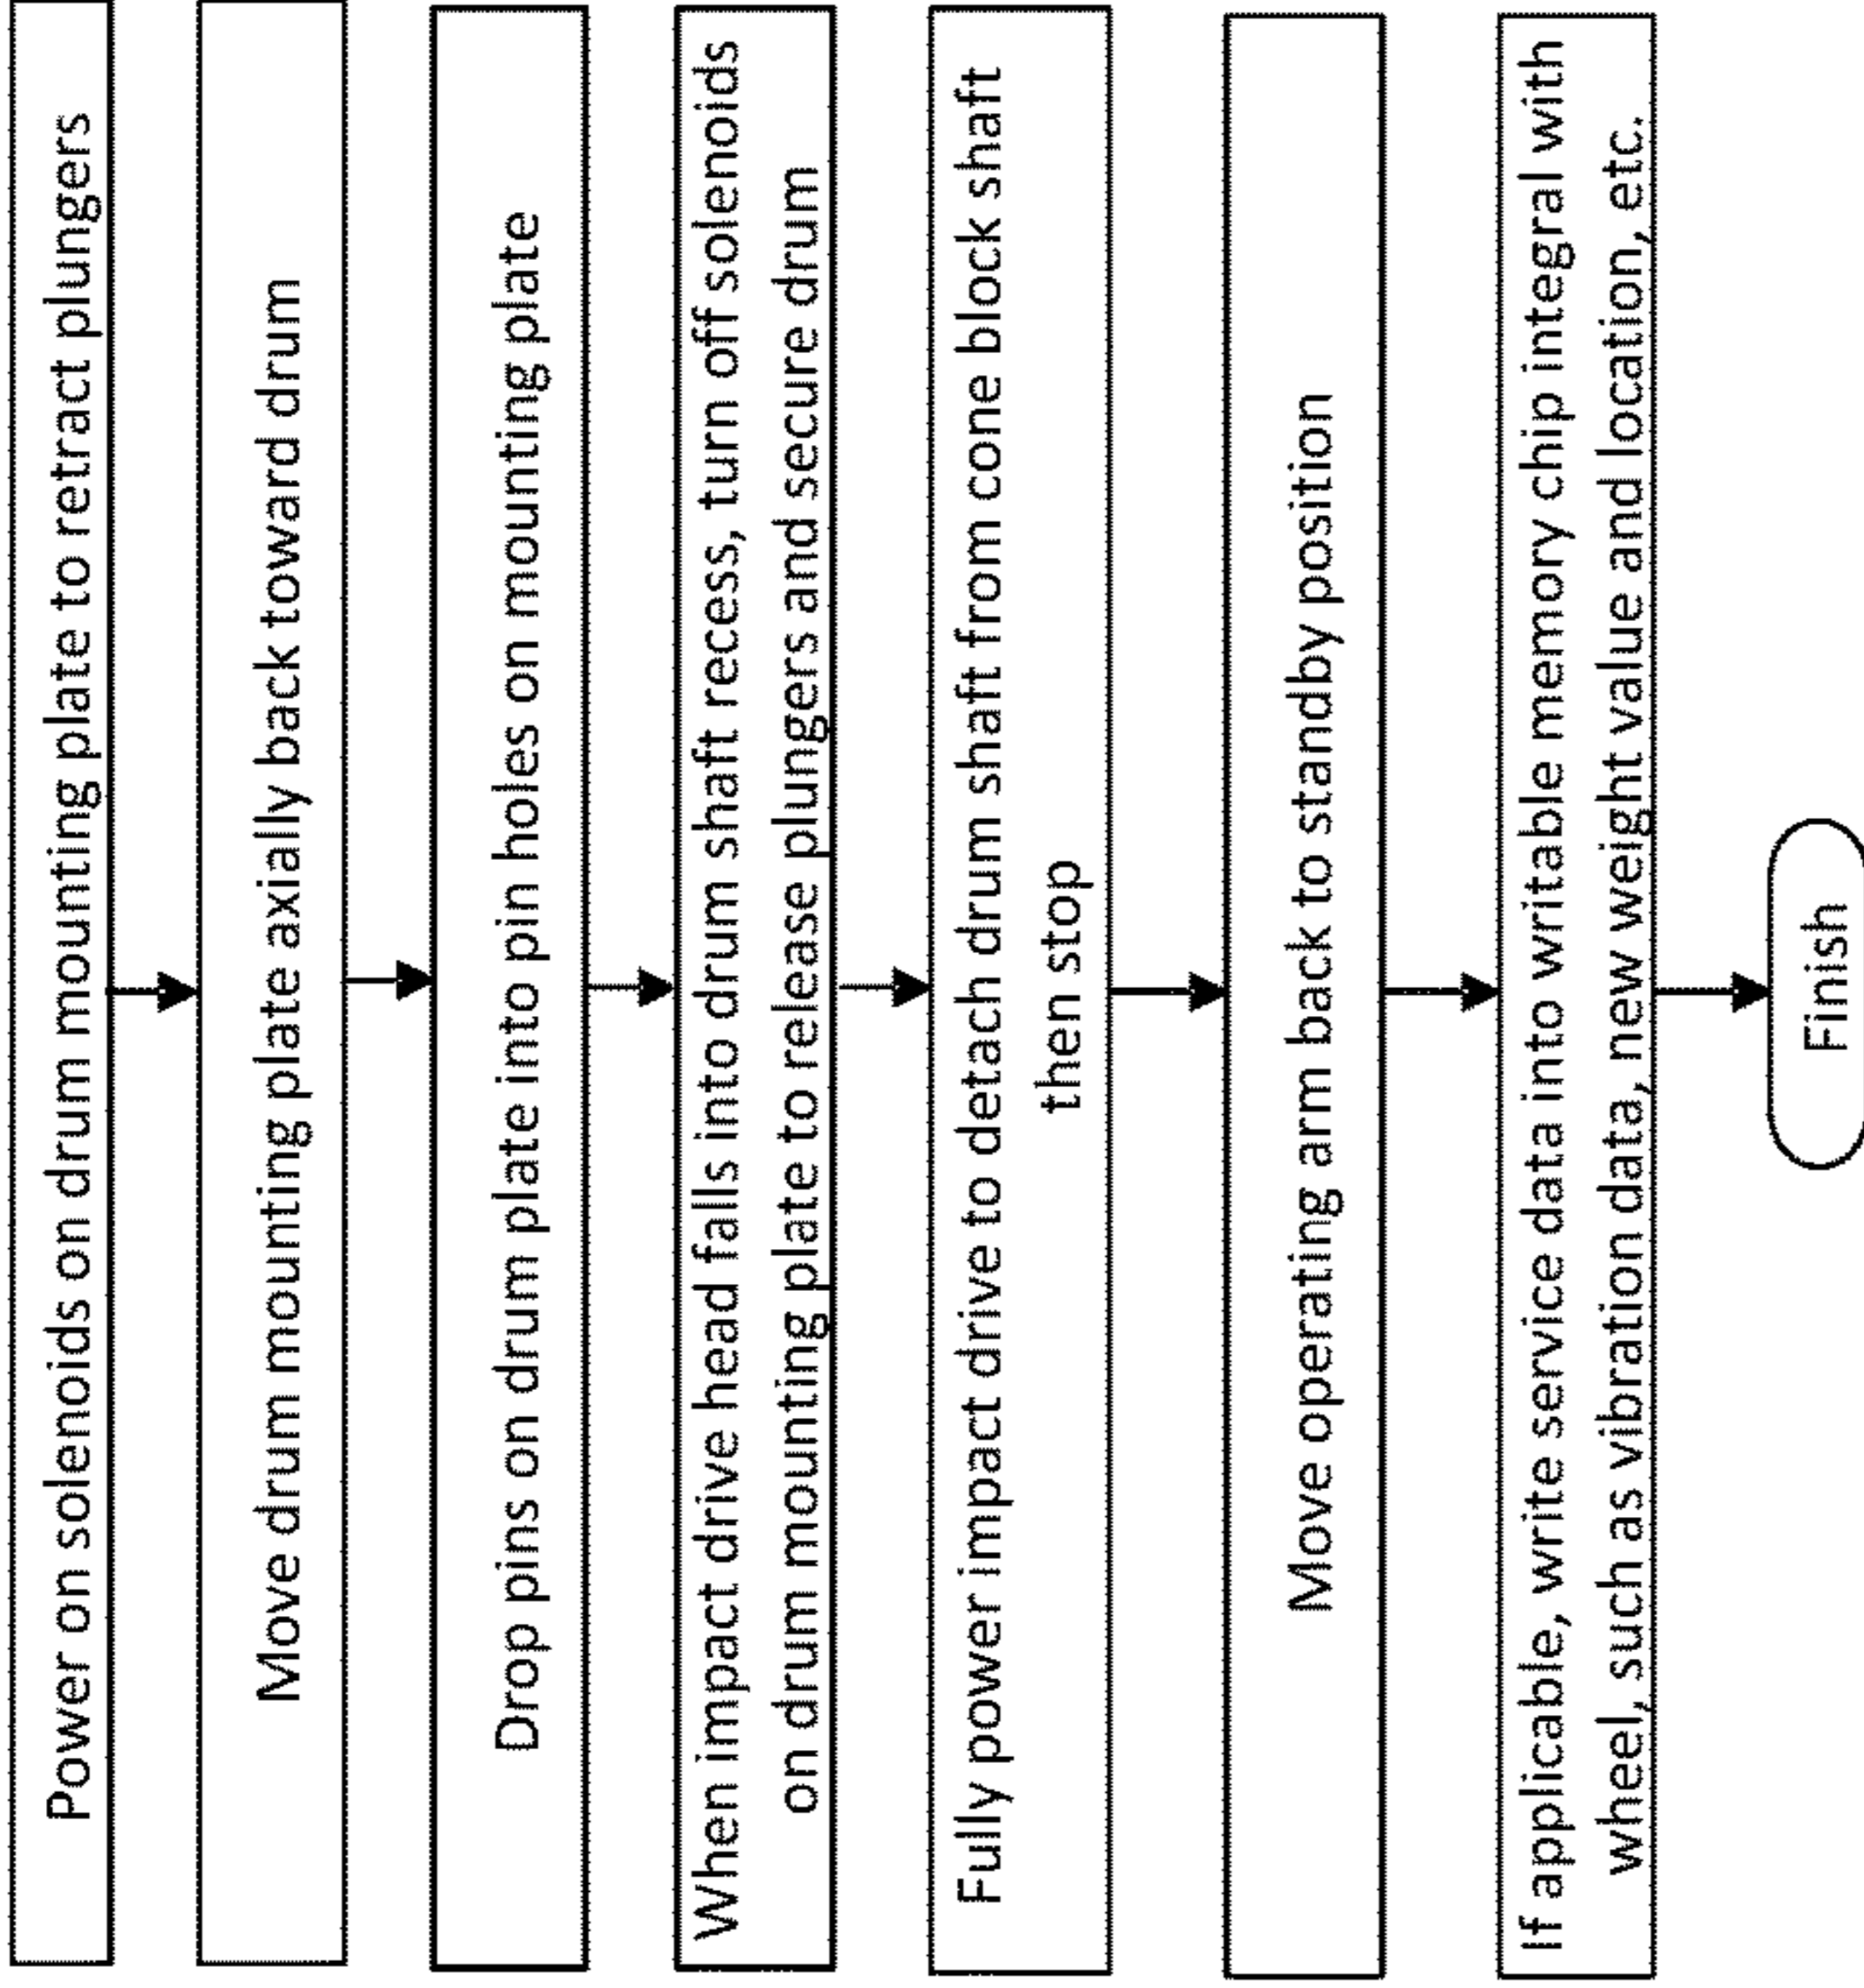 Power on solenoids on drum mounting plate to retract plungers
Move drum mounting plate axially back toward drum
Drop pins on drum plate into pin holes on mounting plate
When impact drive head falls into drum shaft recess, turn off solenoids
on drum mounting plate to release plungers and secure drum
Fully power impact drive to detach drum shaft from cone block shaft
then stop
Move operating arm back to standby position
If applicable, write service data into writable memory chip integral with
wheel, such as vibration data, new weight value and location, etc.
Finish